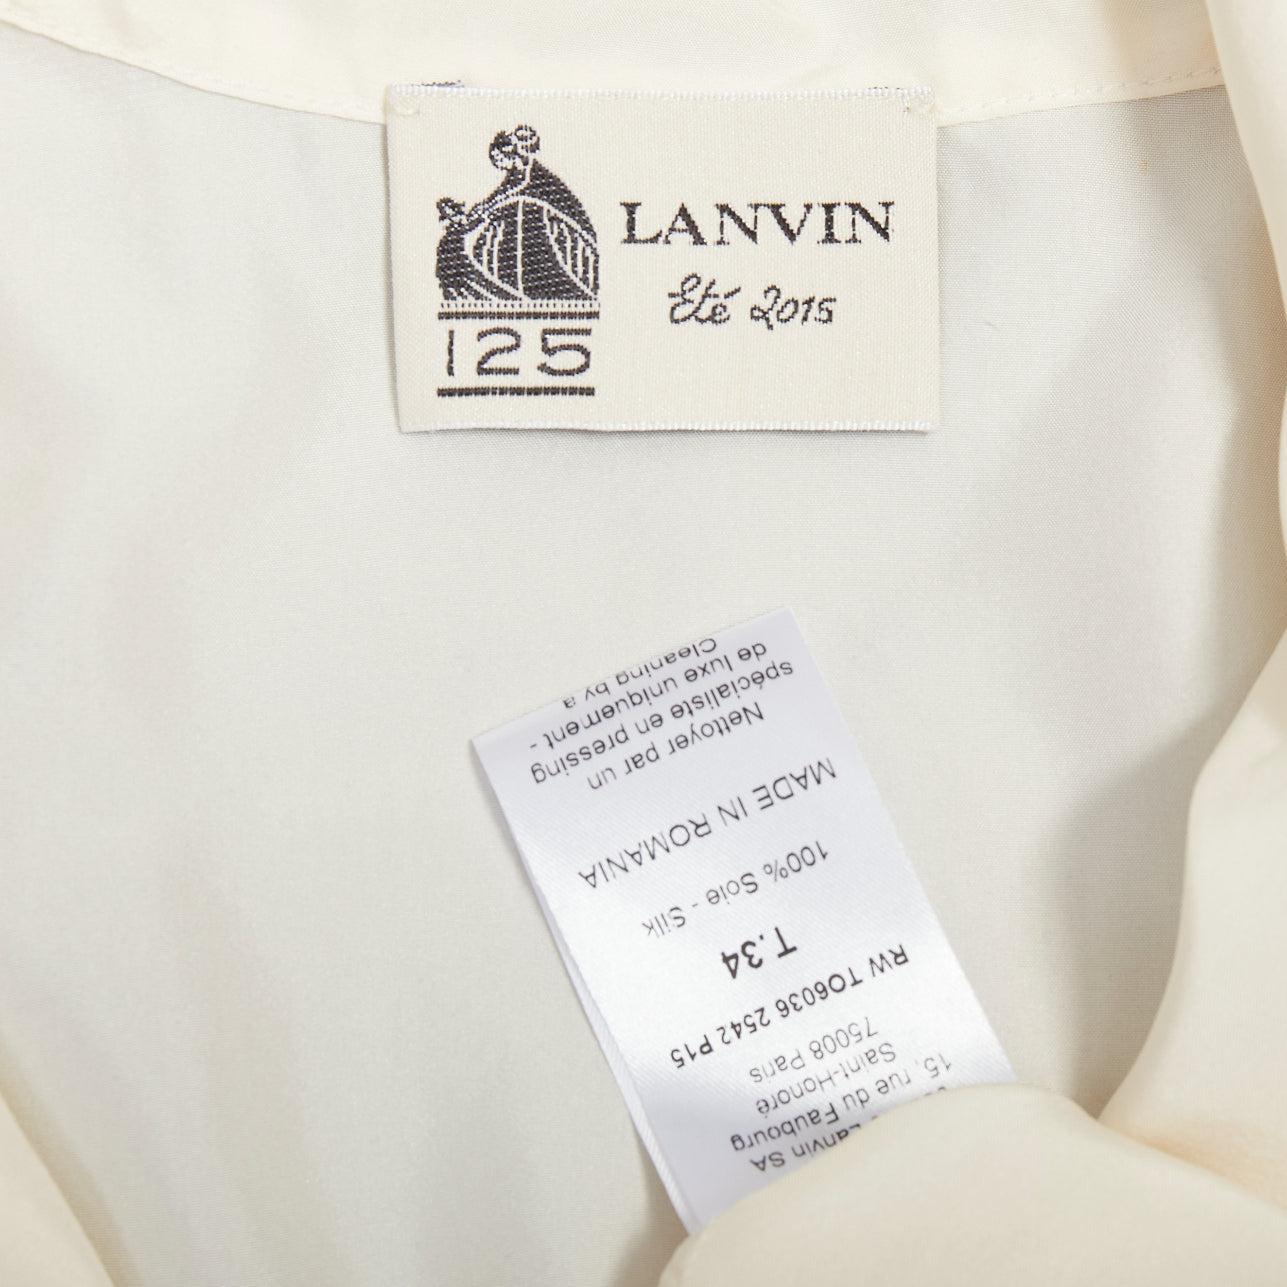 LANVIN
Été 2015
125
Lanvin SA
15, rue du Faubourg
Saint-Honoré
75008 Paris
RW TO6036 2542 P15
T.34
100% Soie - Silk
MADE IN ROMANIA
Nettoyer par un
spécialiste en pressing
de luxe uniquement -
Cleaning by a